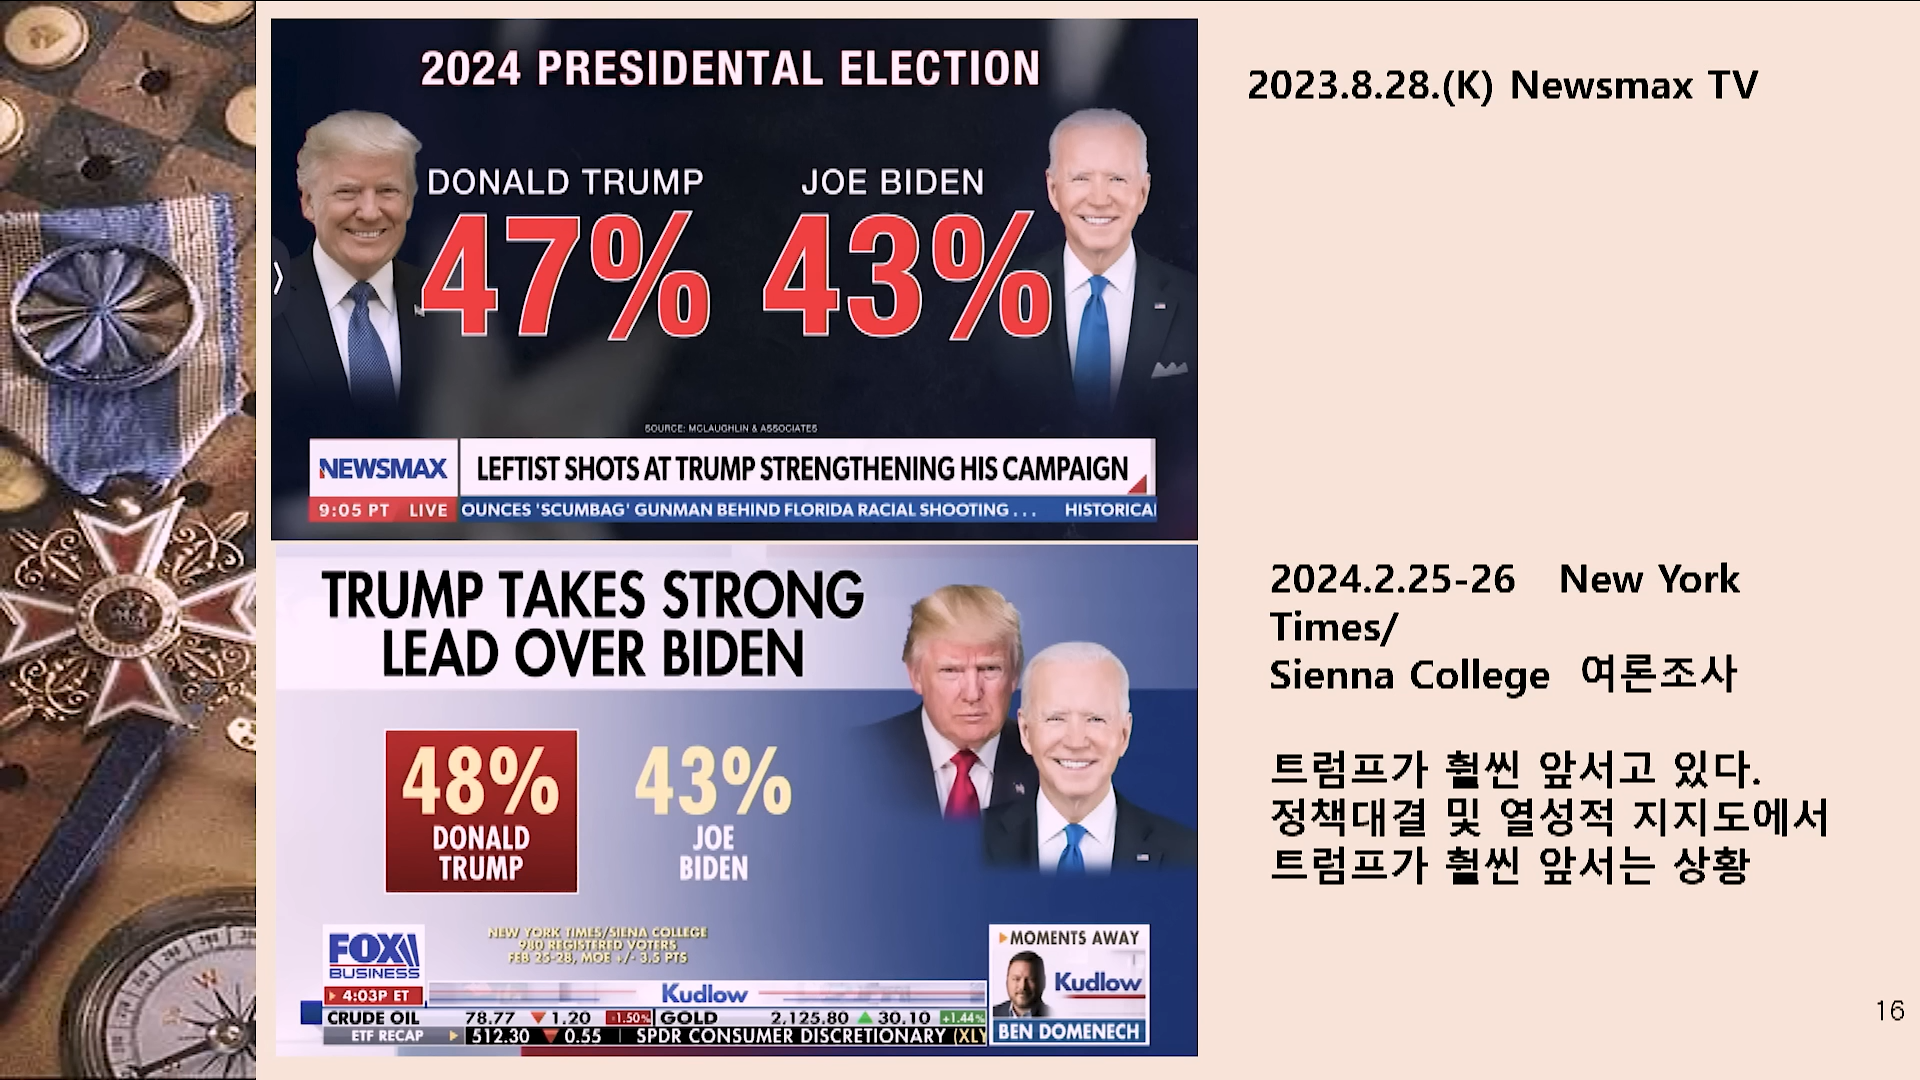 2024 PRESIDENTIAL ELECTION
DONALD TRUMP
47%
JOE BIDEN
43%
SOURCE: MCLAUGHLIN & ASSOCIATES
NEWSMAX
LEFTIST SHOTS AT TRUMP STRENGTHENING HIS CAMPAIGN
9:05 PT LIVE
OUNCES 'SCUMBAG' GUNMAN BEHIND FLORIDA RACIAL SHOOTING . . . HISTORICA
2023.8.28.(K) Newsmax TV
TRUMP TAKES STRONG
LEAD OVER BIDEN
48%
DONALD
TRUMP
43%
JOE
BIDEN
NEW YORK TIMES/SIENA COLLEGE
980 REGISTERED VOTERS
FEB 25-28, MOE +/- 3.5 PTS
FOX
BUSINESS
4:03P ET
Kudlow
CRUDE OIL 78.77 ▼ 1.20 -1.50% GOLD 2,125.80 ▲ 30.10 +1.44%
ETF RECAP 512.30 ▼ 0.55 SPDR CONSUMER DISCRETIONARY (XLY
MOMENTS AWAY
Kudlow
BEN DOMENECH
2024.2.25-26 New York
Times/
Sienna College 여론조사
트럼프가 훨씬 앞서고 있다.
정책대결 및 열성적 지지도에서
트럼프가 훨씬 앞서는 상황
16